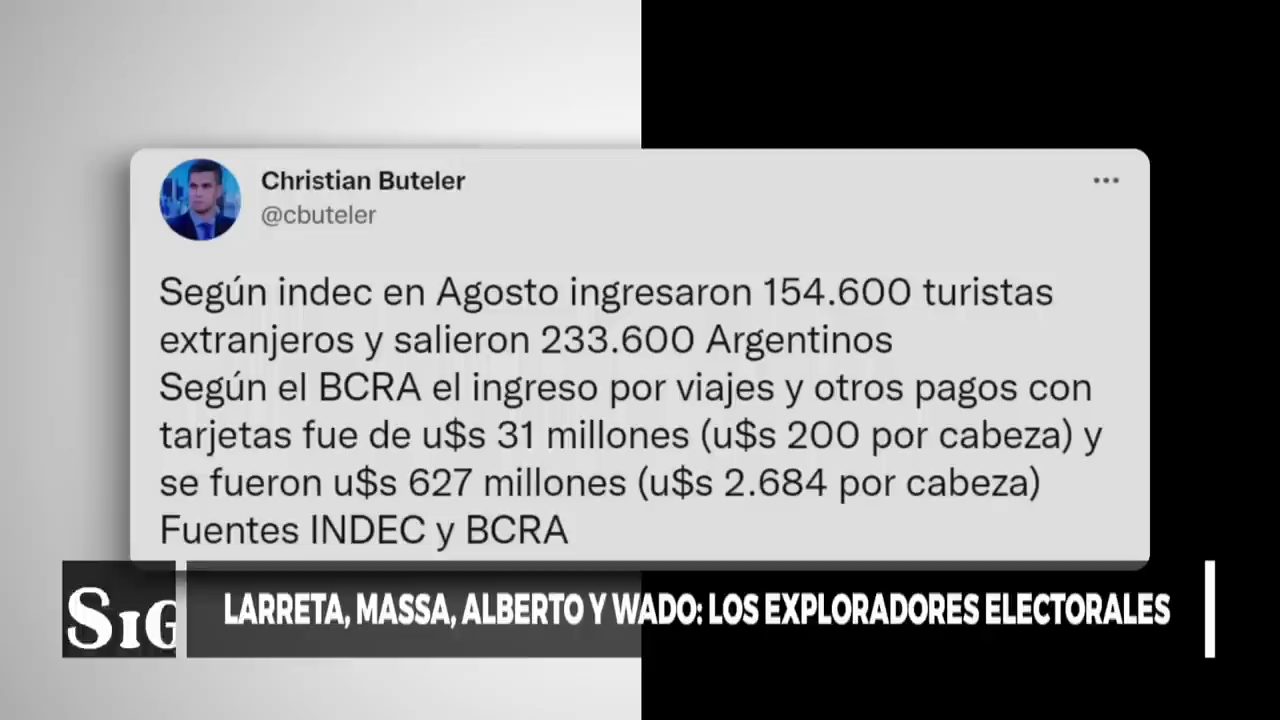 Christian Buteler
@cbuteler
Según indec en Agosto ingresaron 154.600 turistas
extranjeros y salieron 233.600 Argentinos
Según el BCRA el ingreso por viajes y otros pagos con
tarjetas fue de u$s 31 millones (u$s 200 por cabeza) y
se fueron u$s 627 millones (u$s 2.684 por cabeza)
Fuentes INDEC y BCRA
SIG
LARRETA, MASSA, ALBERTO Y WADO: LOS EXPLORADORES ELECTORALES